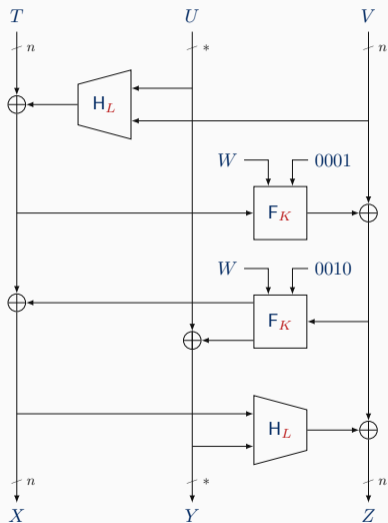 T U V
n * n
H_L
W 0001
F_K
W 0010
F_K
H_L
n * n
X Y Z